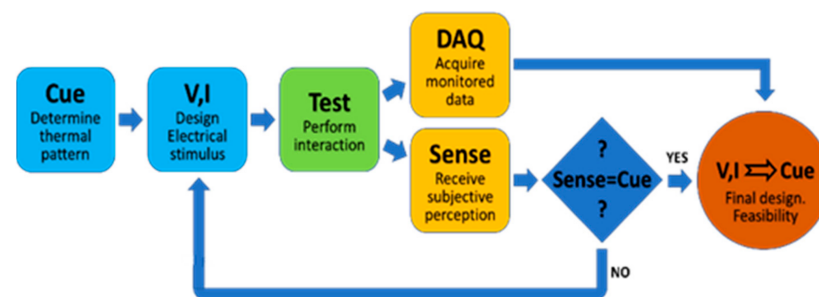 Cue
Determine
thermal
pattern
V,I
Design
Electrical
stimulus
Test
Perform
interaction
DAQ
Acquire
monitored
data
Sense
Receive
subjective
perception
?
Sense=Cue
?
YES
NO
V,I ⇒ Cue
Final design.
Feasibility